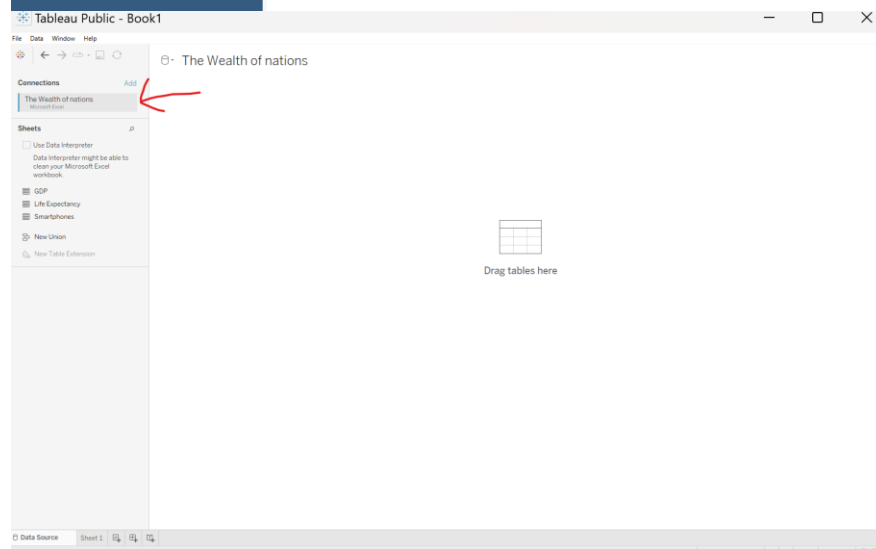 Tableau Public - Book1
File Data Window Help
The Wealth of nations
Connections Add
The Wealth of nations
Microsoft Excel
Sheets
Use Data Interpreter
Data Interpreter might be able to
clean your Microsoft Excel
workbook.
GDP
Life Expectancy
Smartphones
New Union
New Table Extension
Drag tables here
Data Source Sheet 1